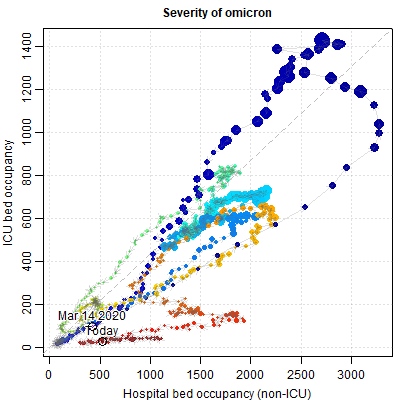 Severity of omicron
ICU bed occupancy
1400
1200
1000
800
600
400
200
0
Mar 14 2020
Today
0 500 1000 1500 2000 2500 3000
Hospital bed occupancy (non-ICU)